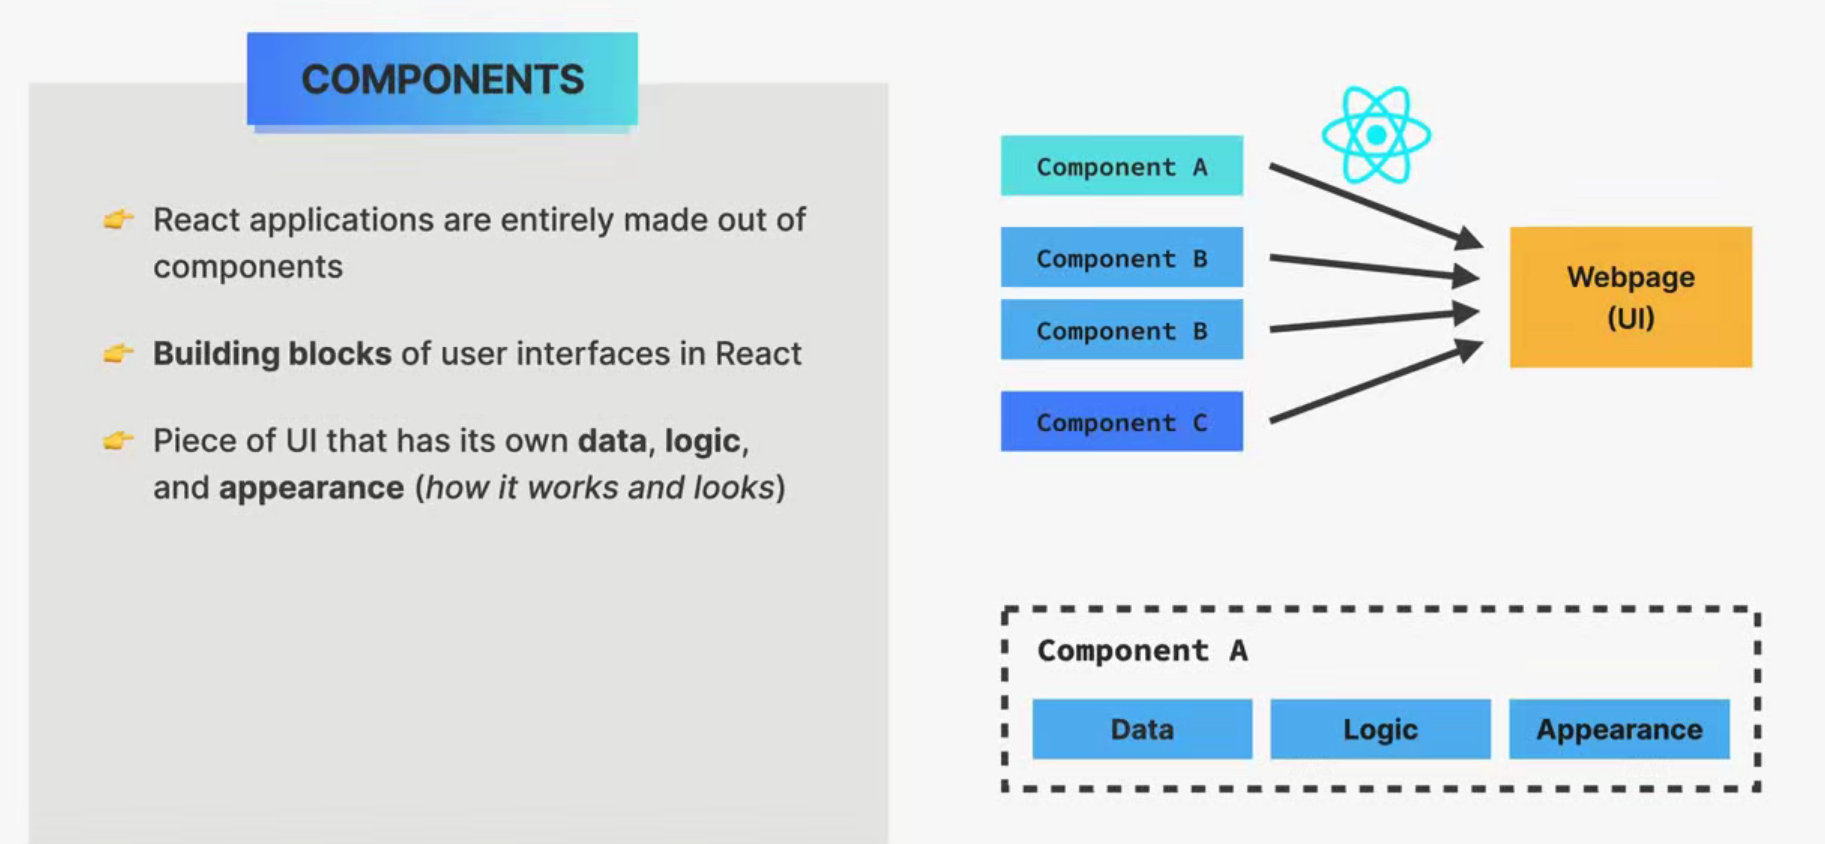 COMPONENTS
React applications are entirely made out of
components
Building blocks of user interfaces in React
Piece of UI that has its own data, logic,
and appearance (how it works and looks)
Component A
Component B
Component B
Component C
Webpage
(UI)
Component A
Data
Logic
Appearance